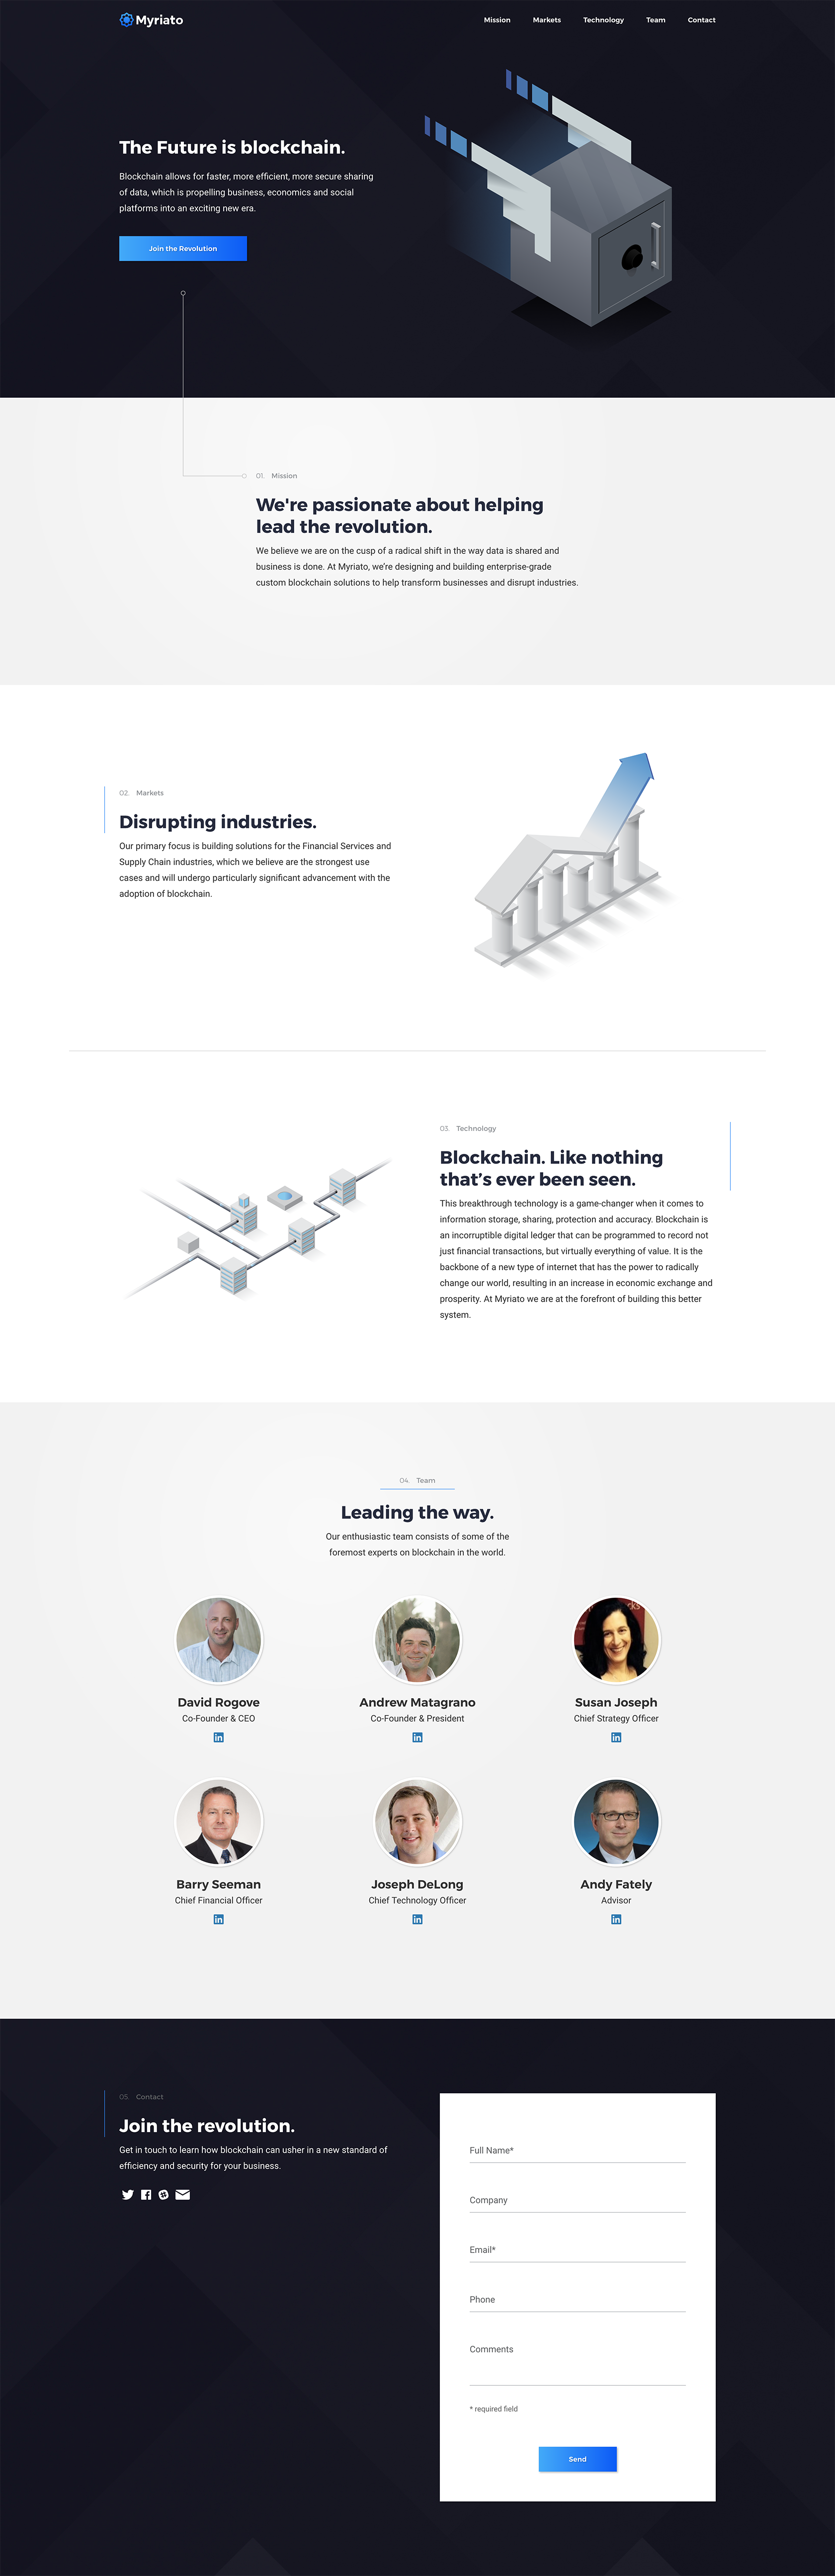 Myriato
Mission
Markets
Technology
Team
Contact
The Future is blockchain.
Blockchain allows for faster, more efficient, more secure sharing
of data, which is propelling business, economics and social
platforms into an exciting new era.
Join the Revolution
01. Mission
We're passionate about helping
lead the revolution.
We believe we are on the cusp of a radical shift in the way data is shared and
business is done. At Myriato, we’re designing and building enterprise-grade
custom blockchain solutions to help transform businesses and disrupt industries.
02. Markets
Disrupting industries.
Our primary focus is building solutions for the Financial Services and
Supply Chain industries, which we believe are the strongest use
cases and will undergo particularly significant advancement with the
adoption of blockchain.
03. Technology
Blockchain. Like nothing
that’s ever been seen.
This breakthrough technology is a game-changer when it comes to
information storage, sharing, protection and accuracy. Blockchain is
an incorruptible digital ledger that can be programmed to record not
just financial transactions, but virtually everything of value. It is the
backbone of a new type of internet that has the power to radically
change our world, resulting in an increase in economic exchange and
prosperity. At Myriato we are at the forefront of building this better
system.
04. Team
Leading the way.
Our enthusiastic team consists of some of the
foremost experts on blockchain in the world.
David Rogove
Co-Founder & CEO
in
Andrew Matagrano
Co-Founder & President
in
Susan Joseph
Chief Strategy Officer
in
Barry Seeman
Chief Financial Officer
in
Joseph DeLong
Chief Technology Officer
in
Andy Fately
Advisor
in
05. Contact
Join the revolution.
Get in touch to learn how blockchain can usher in a new standard of
efficiency and security for your business.
Full Name*
Company
Email*
Phone
Comments
* required field
Send